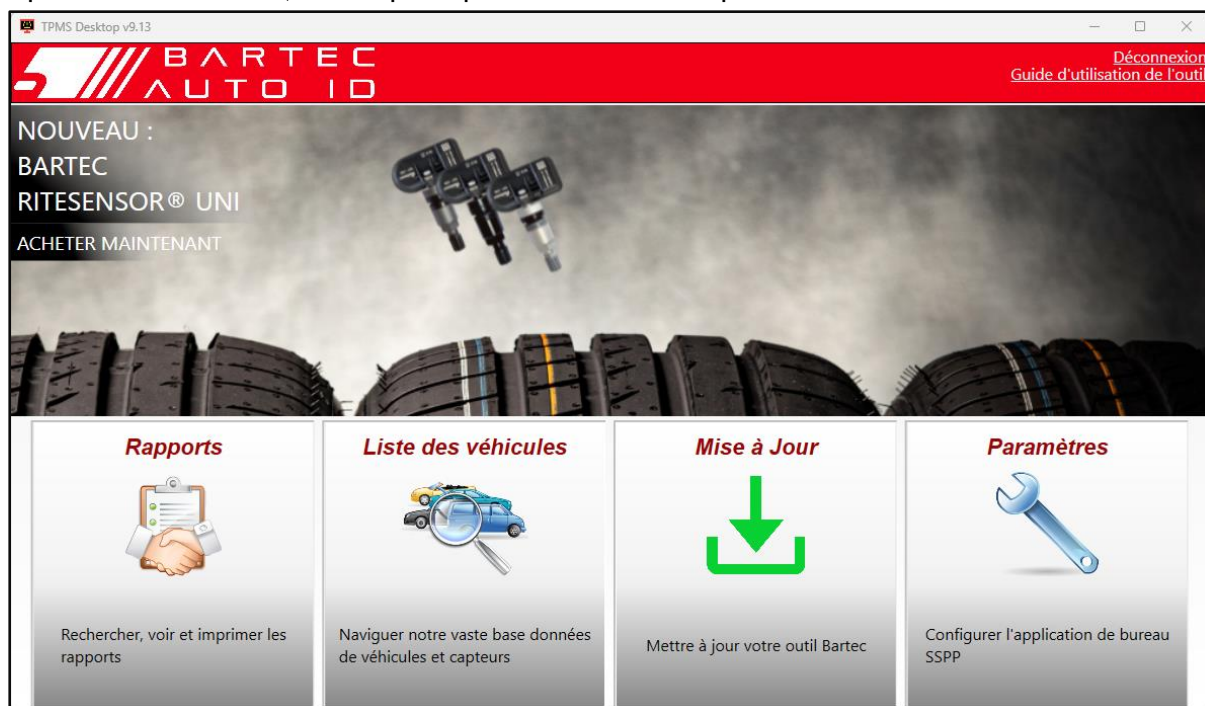 TPMS Desktop v9.13
BARTEC
AUTO ID
Déconnexion
Guide d'utilisation de l'outil
NOUVEAU :
BARTEC
RITESENSOR® UNI
ACHETER MAINTENANT
Rapports
Liste des véhicules
Mise à Jour
Paramètres
Rechercher, voir et imprimer les
rapports
Naviguer notre vaste base données
de véhicules et capteurs
Mettre à jour votre outil Bartec
Configurer l'application de bureau
SSPP